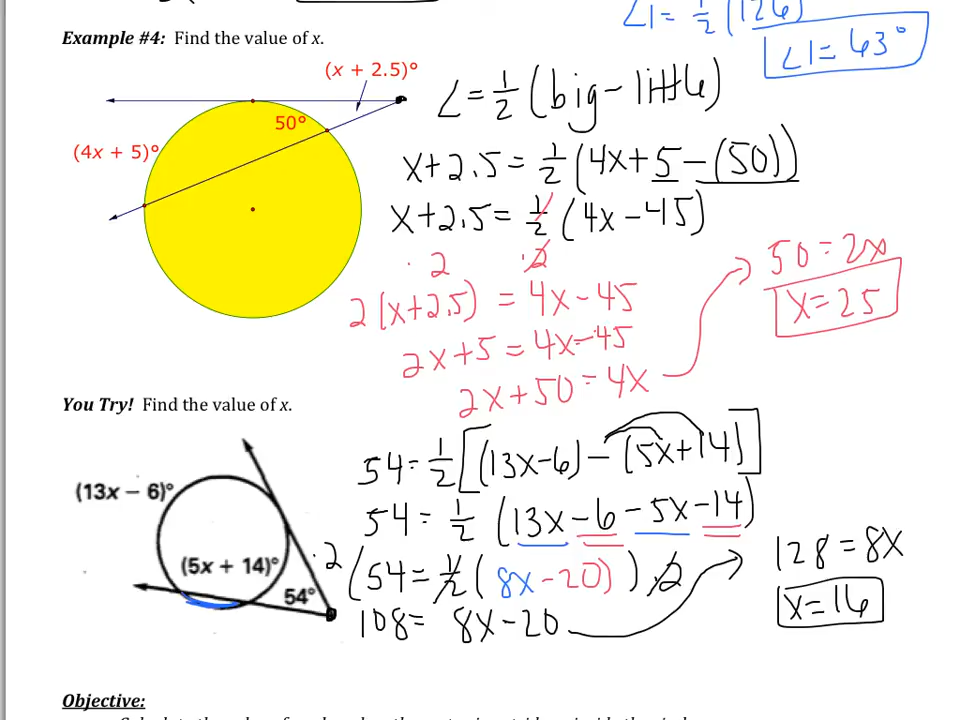 ∠1 = 1/2 (126)
∠1 = 63°
Example #4: Find the value of x.
(x + 2.5)°
50°
(4x + 5)°
∠ = 1/2 (big - little)
x + 2.5 = 1/2 (4x + 5 - (50))
x + 2.5 = 1/2 (4x - 45)
· 2 · 2
2(x + 2.5) = 4x - 45
2x + 5 = 4x - 45
2x + 50 = 4x
50 = 2x
x = 25
You Try! Find the value of x.
(13x – 6)°
(5x + 14)°
54°
54 = 1/2 [(13x - 6) - (5x + 14)]
54 = 1/2 (13x - 6 - 5x - 14)
· 2 (54 = 1/2 (8x - 20)) · 2
108 = 8x - 20
128 = 8x
x = 16
Objective: